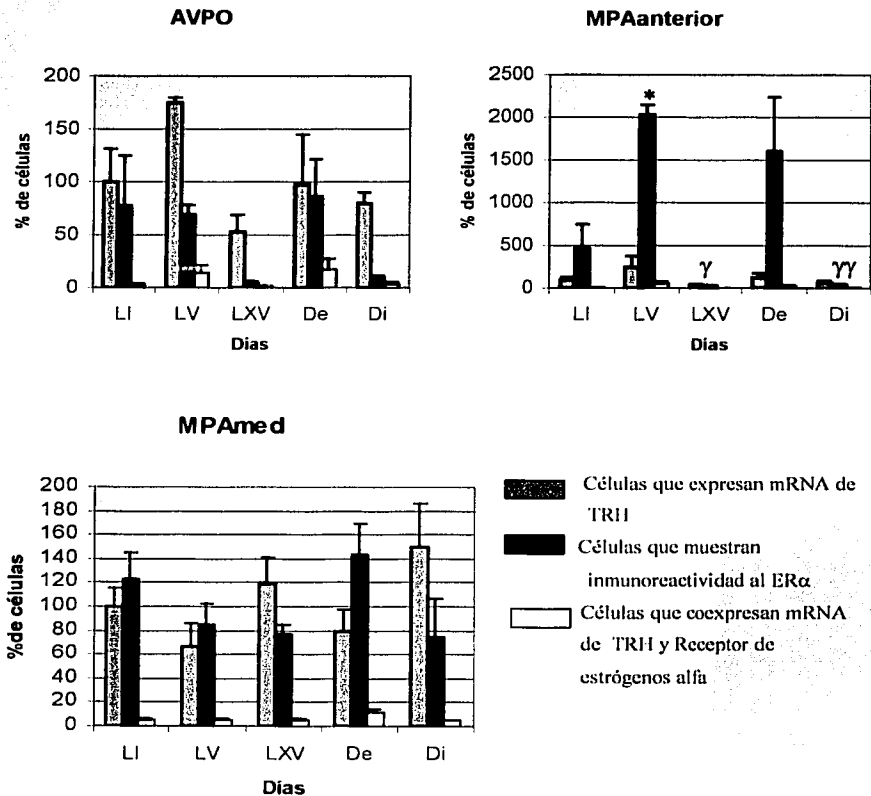 AVPO
200
150
100
50
0
% de células
LI LV LXV De Di
Dias
MPAanterior
2500
2000
1500
1000
500
0
% de células
*
γ
γγ
LI LV LXV De Di
Dias
MPAmed
200
180
160
140
120
100
80
60
40
20
0
%de células
LI LV LXV De Di
Días
Células que expresan mRNA de
TRH
Células que muestran
inmunoreactividad al ERα
Células que coexpresan mRNA
de TRH y Receptor de
estrógenos alfa